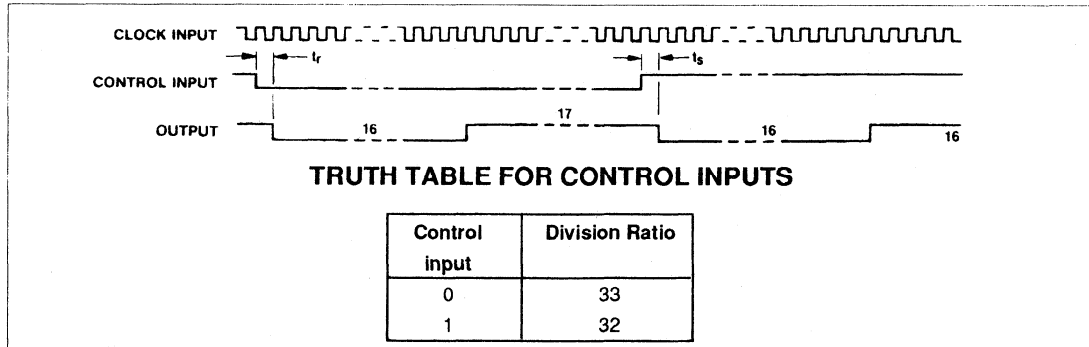 CLOCK INPUT
tr
ts
CONTROL INPUT
17
OUTPUT
16
16
16
TRUTH TABLE FOR CONTROL INPUTS
Control input
Division Ratio
0
33
1
32